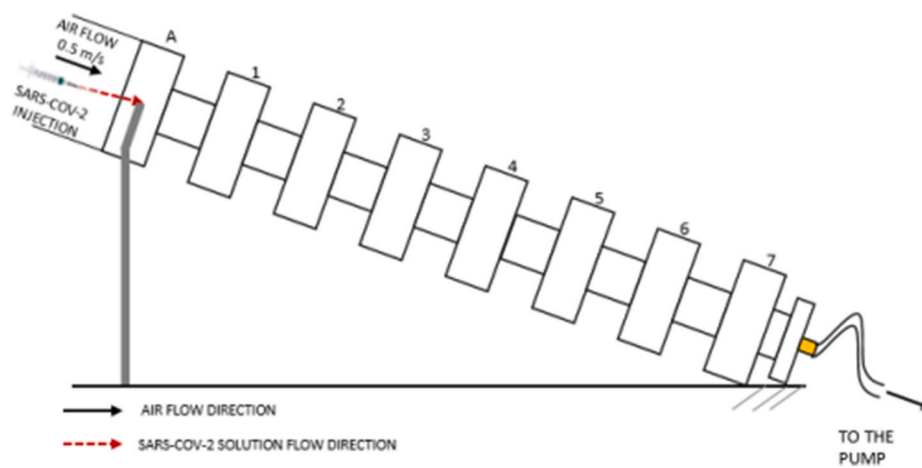 AIR FLOW
0.5 m/s
SARS-COV-2
INJECTION
A
1
2
3
4
5
6
7
AIR FLOW DIRECTION
SARS-COV-2 SOLUTION FLOW DIRECTION
TO THE
PUMP